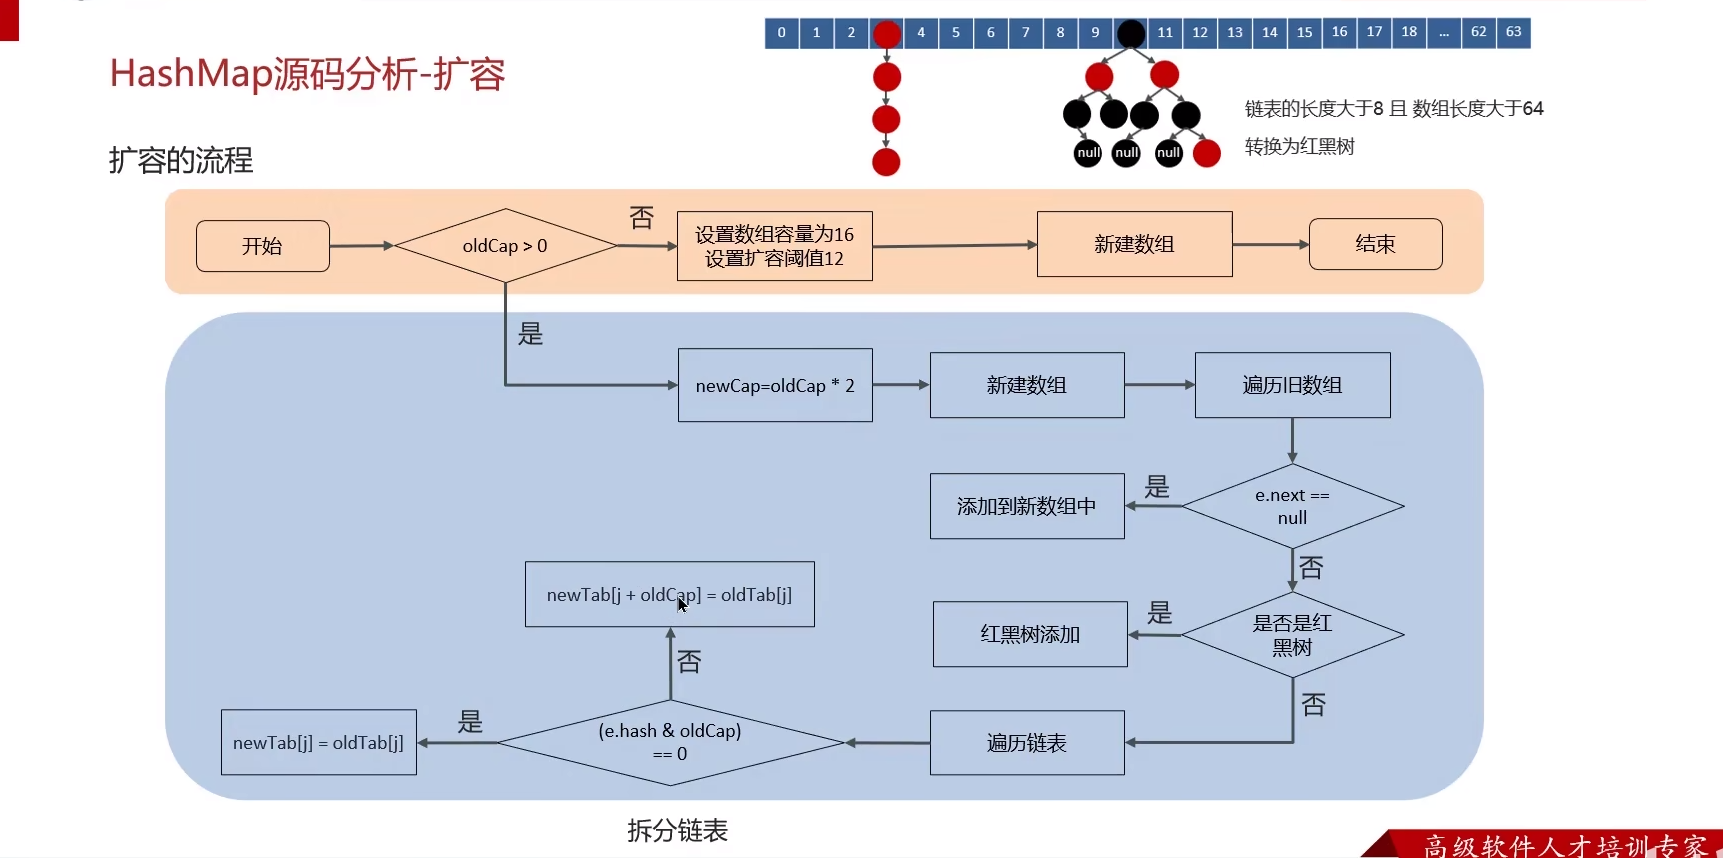 0 1 2 4 5 6 7 8 9 11 12 13 14 15 16 17 18 ... 62 63
HashMap源码分析-扩容
链表的长度大于8 且 数组长度大于64
转换为红黑树
null null null
扩容的流程
开始
oldCap > 0
否
设置数组容量为16
设置扩容阈值12
新建数组
结束
是
newCap=oldCap * 2
新建数组
遍历旧数组
e.next ==
null
是
添加到新数组中
否
是否是红
黑树
是
红黑树添加
否
遍历链表
(e.hash & oldCap)
== 0
否
newTab[j + oldCap] = oldTab[j]
是
newTab[j] = oldTab[j]
拆分链表
高级软件人才培训专家